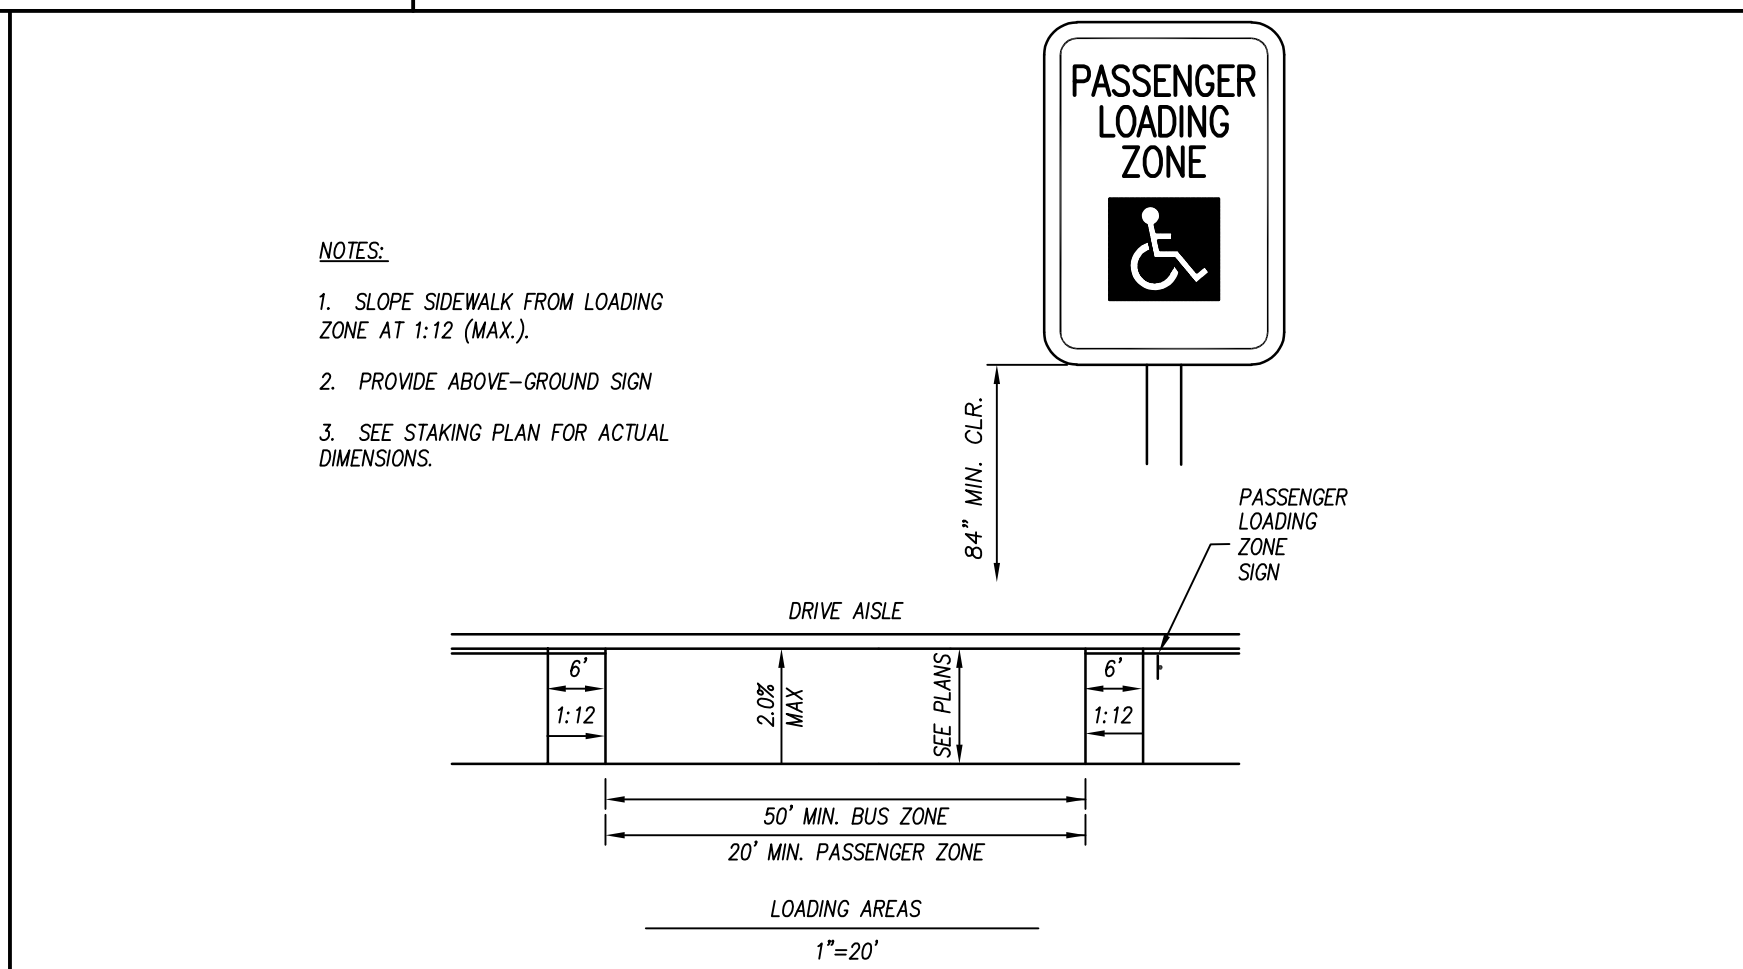 PASSENGER
LOADING
ZONE
NOTES:
1. SLOPE SIDEWALK FROM LOADING
ZONE AT 1:12 (MAX.).
2. PROVIDE ABOVE-GROUND SIGN
3. SEE STAKING PLAN FOR ACTUAL
DIMENSIONS.
84" MIN. CLR.
PASSENGER
LOADING
ZONE
SIGN
DRIVE AISLE
6'
1:12
2.0%
MAX
SEE PLANS
6'
1:12
50' MIN. BUS ZONE
20' MIN. PASSENGER ZONE
LOADING AREAS
1"=20'